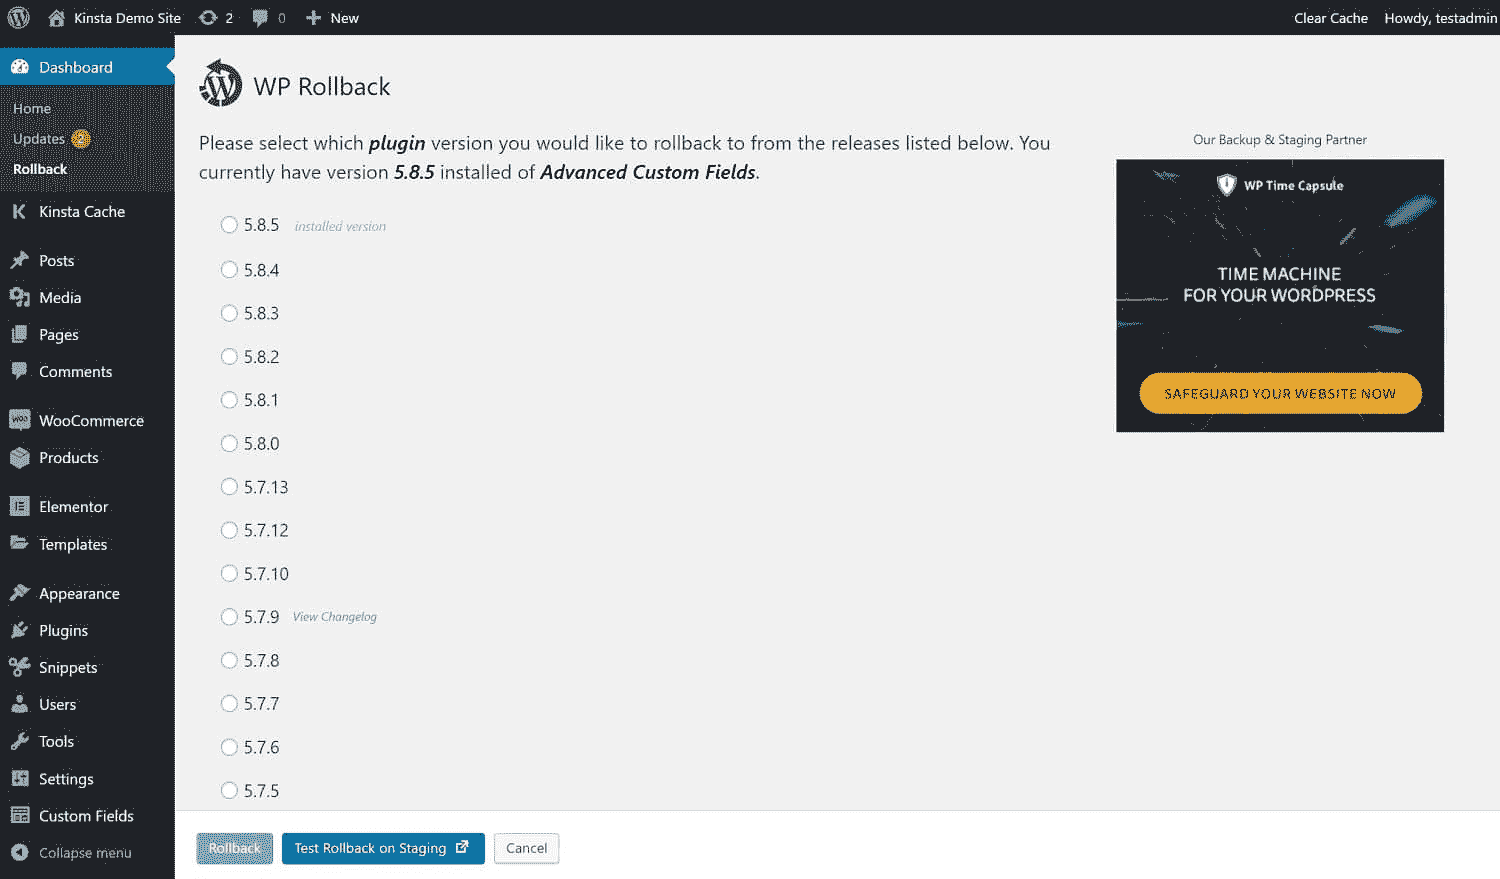 Kinsta Demo Site 2 0 New Clear Cache Howdy, testadmin
Dashboard
Home
Updates 2
Rollback
Kinsta Cache
Posts
Media
Pages
Comments
WooCommerce
Products
Elementor
Templates
Appearance
Plugins
Snippets
Users
Tools
Settings
Custom Fields
Collapse menu
WP Rollback
Please select which plugin version you would like to rollback to from the releases listed below. You
currently have version 5.8.5 installed of Advanced Custom Fields.
5.8.5 installed version
5.8.4
5.8.3
5.8.2
5.8.1
5.8.0
5.7.13
5.7.12
5.7.10
5.7.9 View Changelog
5.7.8
5.7.7
5.7.6
5.7.5
Rollback Test Rollback on Staging Cancel
Our Backup & Staging Partner
WP Time Capsule
TIME MACHINE
FOR YOUR WORDPRESS
SAFEGUARD YOUR WEBSITE NOW